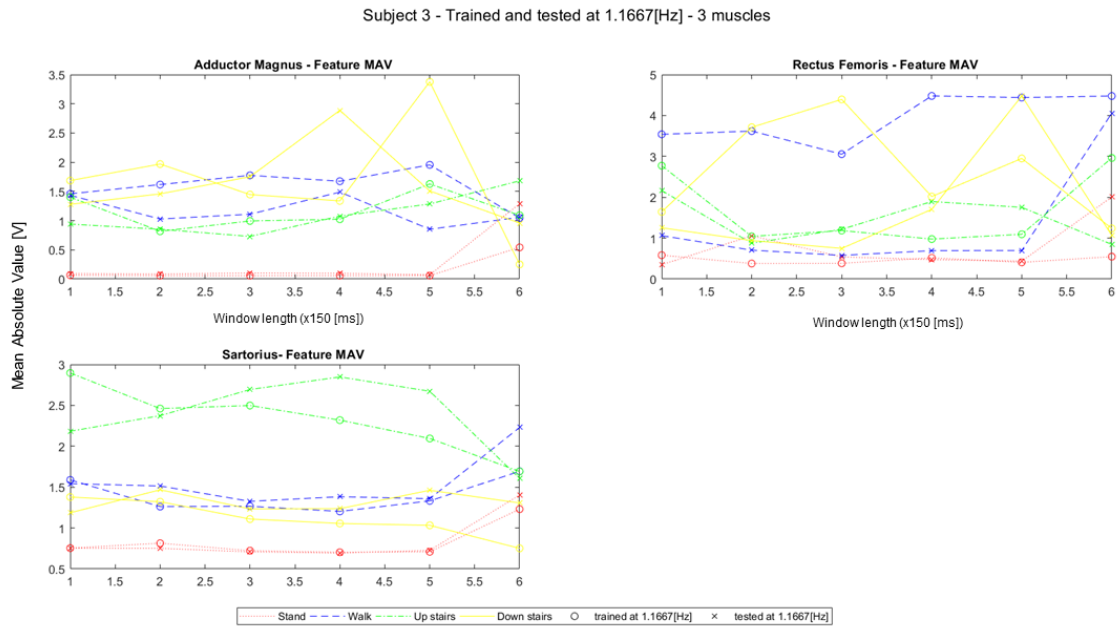 Subject 3 - Trained and tested at 1.1667[Hz] - 3 muscles
Mean Absolute Value [V]
Adductor Magnus - Feature MAV
3.5
3
2.5
2
1.5
1
0.5
0
1 1.5 2 2.5 3 3.5 4 4.5 5 5.5 6
Window length (x150 [ms])
Rectus Femoris - Feature MAV
5
4
3
2
1
0
1 1.5 2 2.5 3 3.5 4 4.5 5 5.5 6
Window length (x150 [ms])
Sartorius- Feature MAV
3
2.5
2
1.5
1
0.5
1 1.5 2 2.5 3 3.5 4 4.5 5 5.5 6
Stand Walk Up stairs Down stairs trained at 1.1667[Hz] tested at 1.1667[Hz]